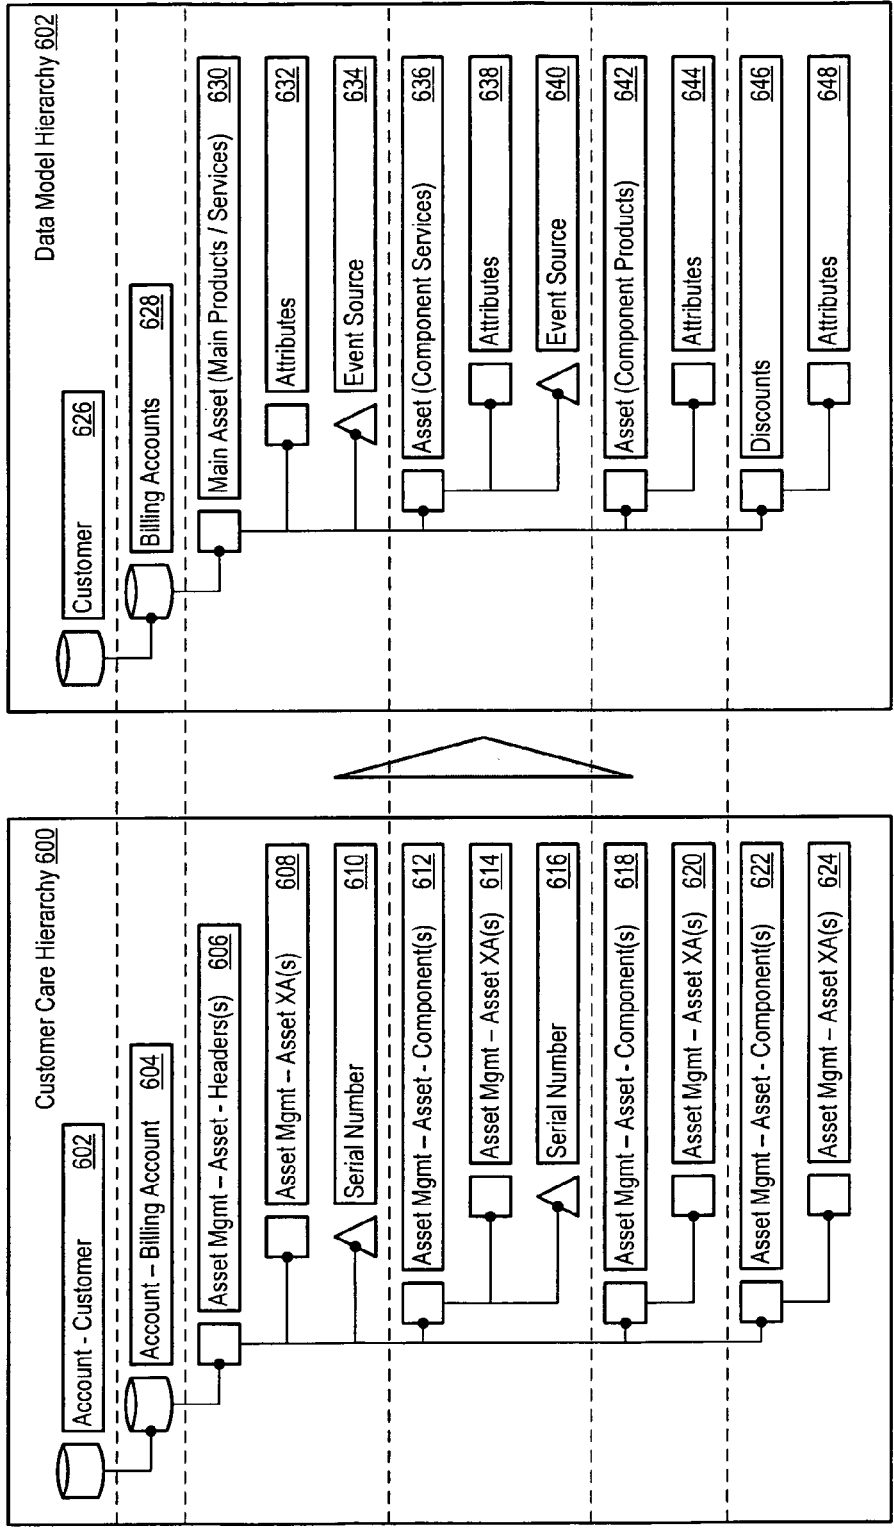 Customer Care Hierarchy 600
Account - Customer 602
Account – Billing Account 604
Asset Mgmt – Asset - Headers(s) 606
Asset Mgmt – Asset XA(s) 608
Serial Number 610
Asset Mgmt – Asset - Component(s) 612
Asset Mgmt – Asset XA(s) 614
Serial Number 616
Asset Mgmt – Asset - Component(s) 618
Asset Mgmt – Asset XA(s) 620
Asset Mgmt – Asset - Component(s) 622
Asset Mgmt – Asset XA(s) 624
Data Model Hierarchy 602
Customer 626
Billing Accounts 628
Main Asset (Main Products / Services) 630
Attributes 632
Event Source 634
Asset (Component Services) 636
Attributes 638
Event Source 640
Asset (Component Products) 642
Attributes 644
Discounts 646
Attributes 648